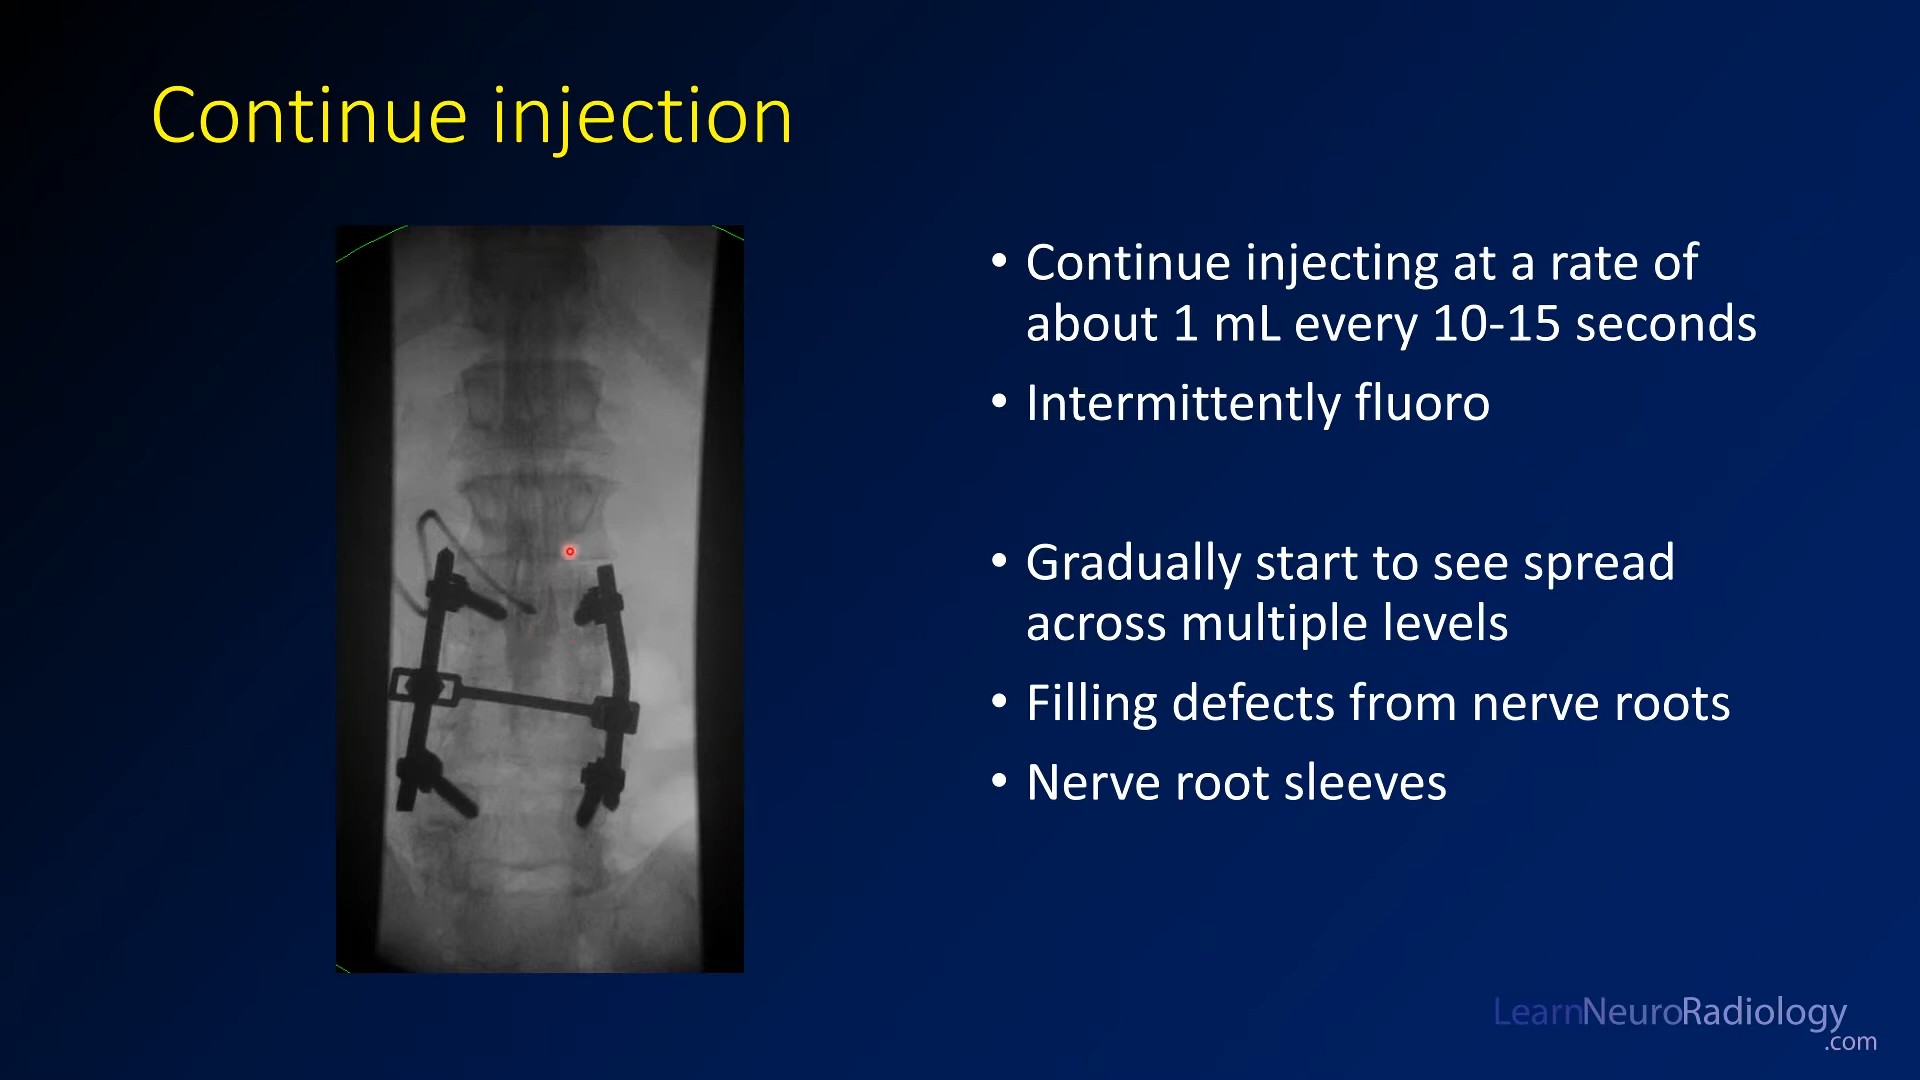 Continue injection
• Continue injecting at a rate of
about 1 mL every 10-15 seconds
• Intermittently fluoro
• Gradually start to see spread
across multiple levels
• Filling defects from nerve roots
• Nerve root sleeves
LearnNeuroRadiology
.com